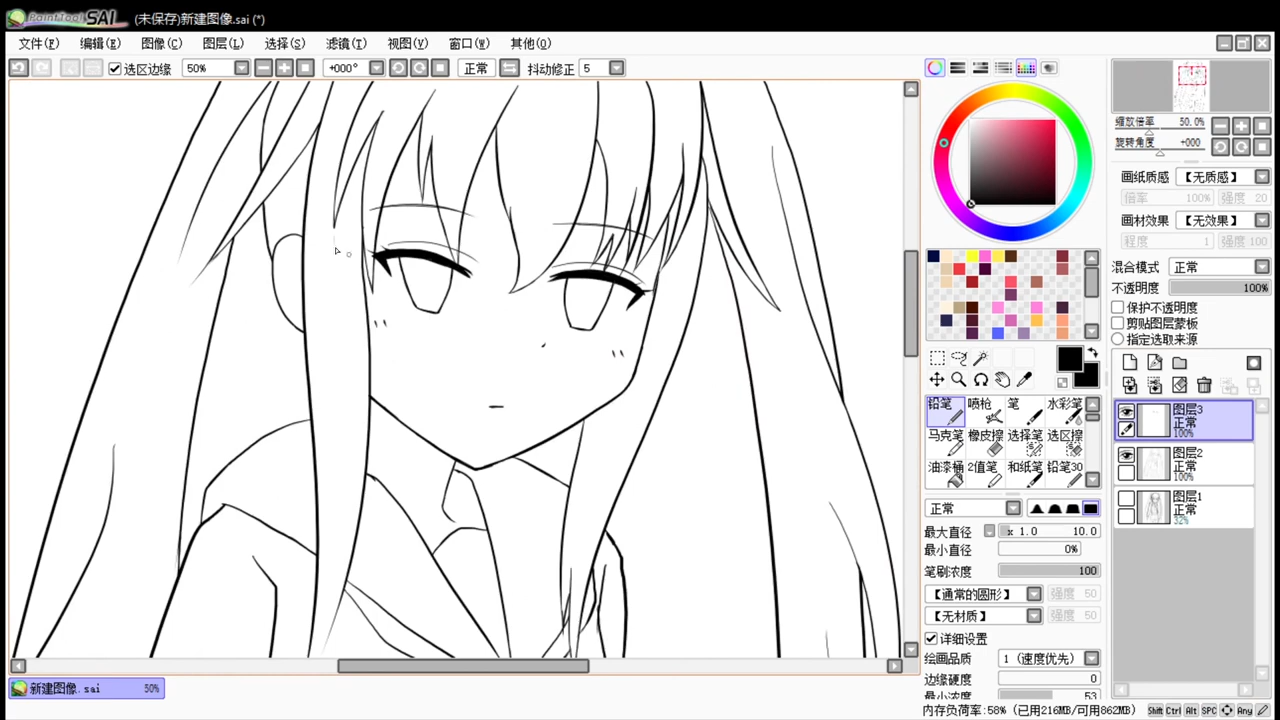 PaintTool SAI (未保存)新建图像.sai (*)
文件(F) 编辑(E) 图像(C) 图层(L) 选择(S) 滤镜(T) 视图(V) 窗口(W) 其他(O)
选区边缘 50% +000° 正常 抖动修正 5
缩放倍率 50.0%
旋转角度 +000
画纸质感 【无质感】
倍率 100% 强度 20
画材效果 【无效果】
程度 1 强度 100
混合模式 正常
不透明度 100%
保护不透明度
剪贴图层蒙板
指定选取来源
铅笔 喷枪 笔 水彩笔
马克笔 橡皮擦 选择笔 选区擦
油漆桶 2值笔 和纸笔 铅笔30
图层3
正常
100%
图层2
正常
100%
图层1
正常
32%
正常
最大直径 x 1.0 10.0
最小直径 0%
笔刷浓度 100
【通常的圆形】 强度 50
【无材质】 强度 50
详细设置
绘画品质 1 (速度优先)
边缘硬度 0
最小浓度 53
新建图像.sai 50%
内存负荷率:58% (已用216MB/可用862MB) Shift Ctrl Alt SPC Any